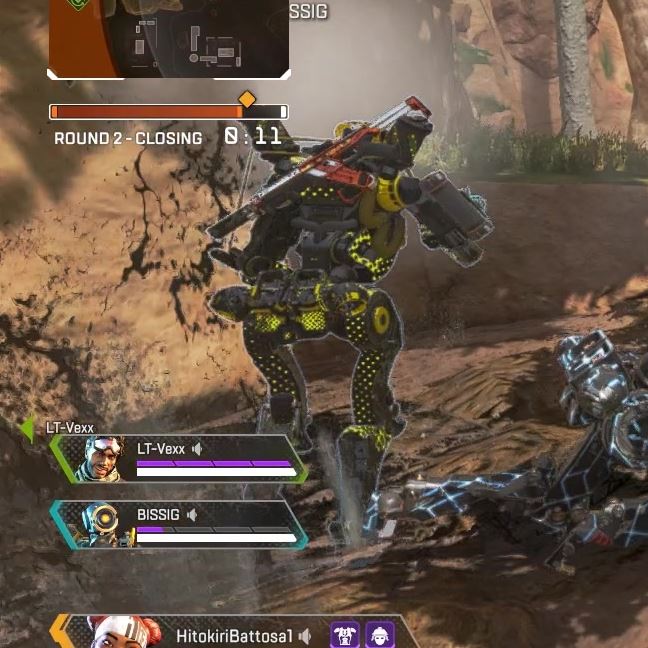 SSIG
ROUND 2 - CLOSING 0:11
LT-Vexx
LT-Vexx
BISSIG
HitokiriBattosa1